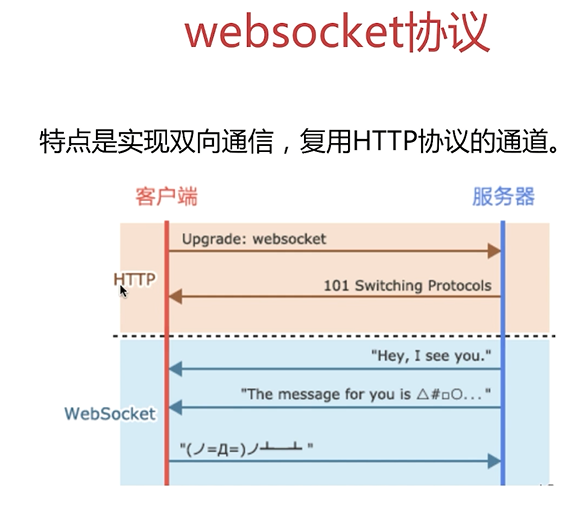 websocket协议
特点是实现双向通信，复用HTTP协议的通道。
客户端
服务器
Upgrade: websocket
HTTP
101 Switching Protocols
"Hey, I see you."
"The message for you is △#□○..."
WebSocket
"(ノ=Д=)ノ┻━┻ "